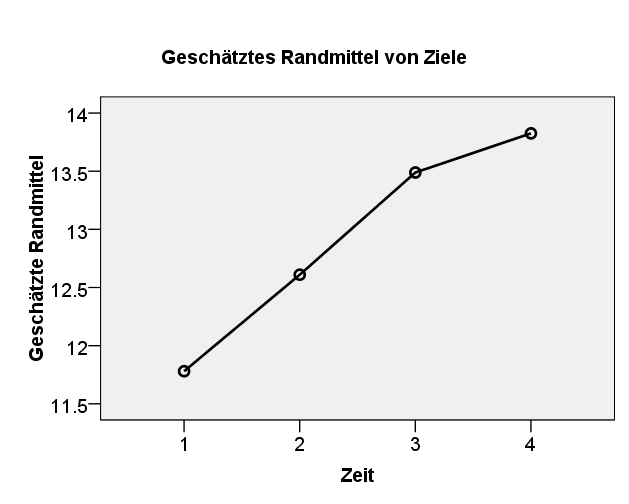 Geschätztes Randmittel von Ziele
Geschätzte Randmittel
14
13.5
13
12.5
12
11.5
1 2 3 4
Zeit